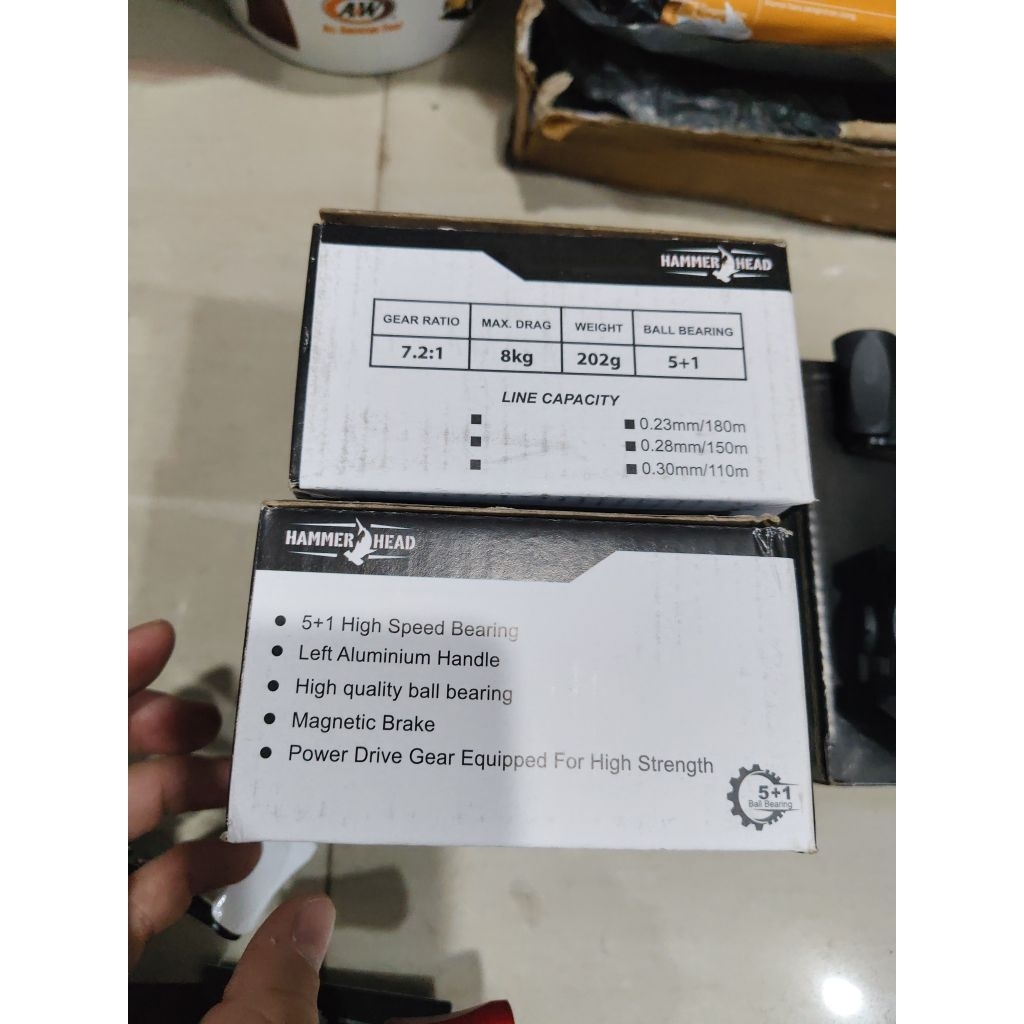 A&W
HAMMER HEAD
GEAR RATIO MAX. DRAG WEIGHT BALL BEARING
7.2:1 8kg 202g 5+1
LINE CAPACITY
0.23mm/180m
0.28mm/150m
0.30mm/110m
HAMMER HEAD
5+1 High Speed Bearing
Left Aluminium Handle
High quality ball bearing
Magnetic Brake
Power Drive Gear Equipped For High Strength
5+1
Ball Bearing